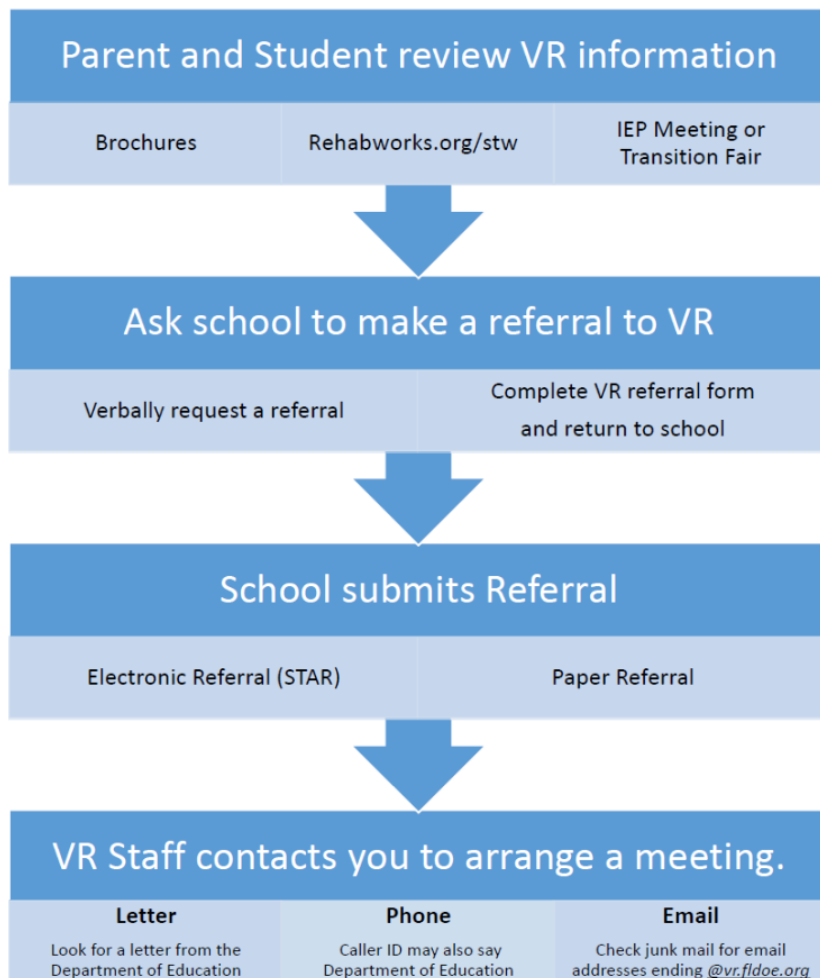 Parent and Student review VR information
Brochures
Rehabworks.org/stw
IEP Meeting or
Transition Fair
Ask school to make a referral to VR
Verbally request a referral
Complete VR referral form
and return to school
School submits Referral
Electronic Referral (STAR)
Paper Referral
VR Staff contacts you to arrange a meeting.
Letter
Look for a letter from the
Department of Education
Phone
Caller ID may also say
Department of Education
Email
Check junk mail for email
addresses ending @vr.fldoe.org